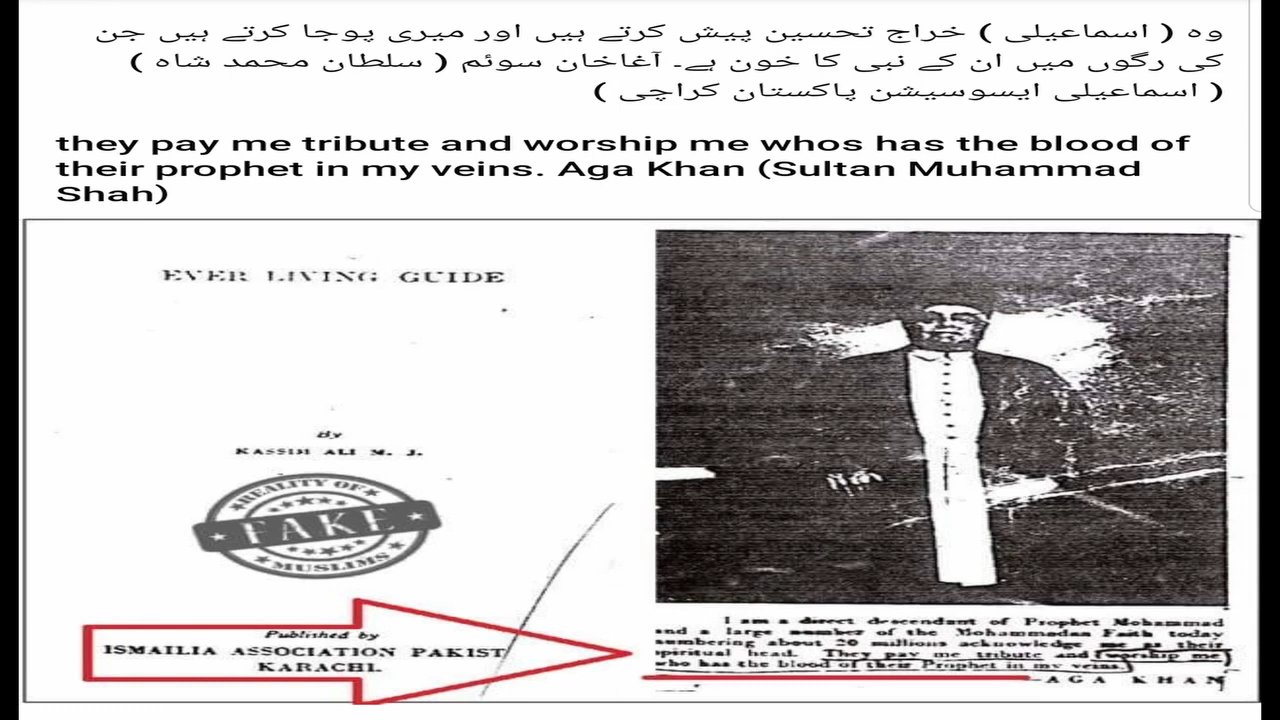 وہ ( اسماعیلی ) خراج تحسین پیش کرتے ہیں اور میری پوجا کرتے ہیں جن
کی رگوں میں ان کے نبی کا خون ہے۔ آغاخان سوئم ( سلطان محمد شاہ )
( اسماعیلی ایسوسیشن پاکستان کراچی )
they pay me tribute and worship me whos has the blood of
their prophet in my veins. Aga Khan (Sultan Muhammad
Shah)
EVER LIVING GUIDE
By
KASSIM ALI M. J.
REALITY OF
FAKE
MUSLIMS
Published by
ISMAILIA ASSOCIATION PAKIST
KARACHI.
I am a direct descendant of Prophet Mohammad
and a large number of the Mohammadan Faith today
numbering about 20 millions acknowledge me as their
spiritual head. They pay me tribute and (worship me)
who has the blood of their Prophet in my veins.
-AGA KHAN